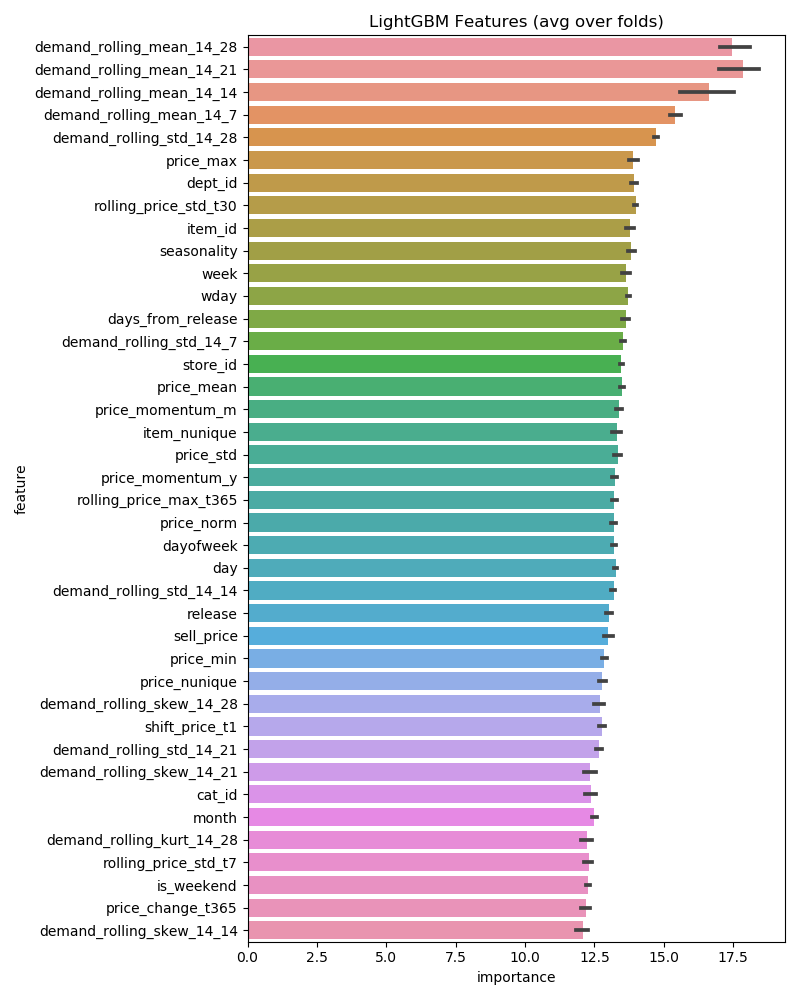 LightGBM Features (avg over folds)
demand_rolling_mean_14_28
demand_rolling_mean_14_21
demand_rolling_mean_14_14
demand_rolling_mean_14_7
demand_rolling_std_14_28
price_max
dept_id
rolling_price_std_t30
item_id
seasonality
week
wday
days_from_release
demand_rolling_std_14_7
store_id
price_mean
price_momentum_m
item_nunique
price_std
price_momentum_y
rolling_price_max_t365
price_norm
dayofweek
day
demand_rolling_std_14_14
release
sell_price
price_min
price_nunique
demand_rolling_skew_14_28
shift_price_t1
demand_rolling_std_14_21
demand_rolling_skew_14_21
cat_id
month
demand_rolling_kurt_14_28
rolling_price_std_t7
is_weekend
price_change_t365
demand_rolling_skew_14_14
feature
0.0 2.5 5.0 7.5 10.0 12.5 15.0 17.5
importance